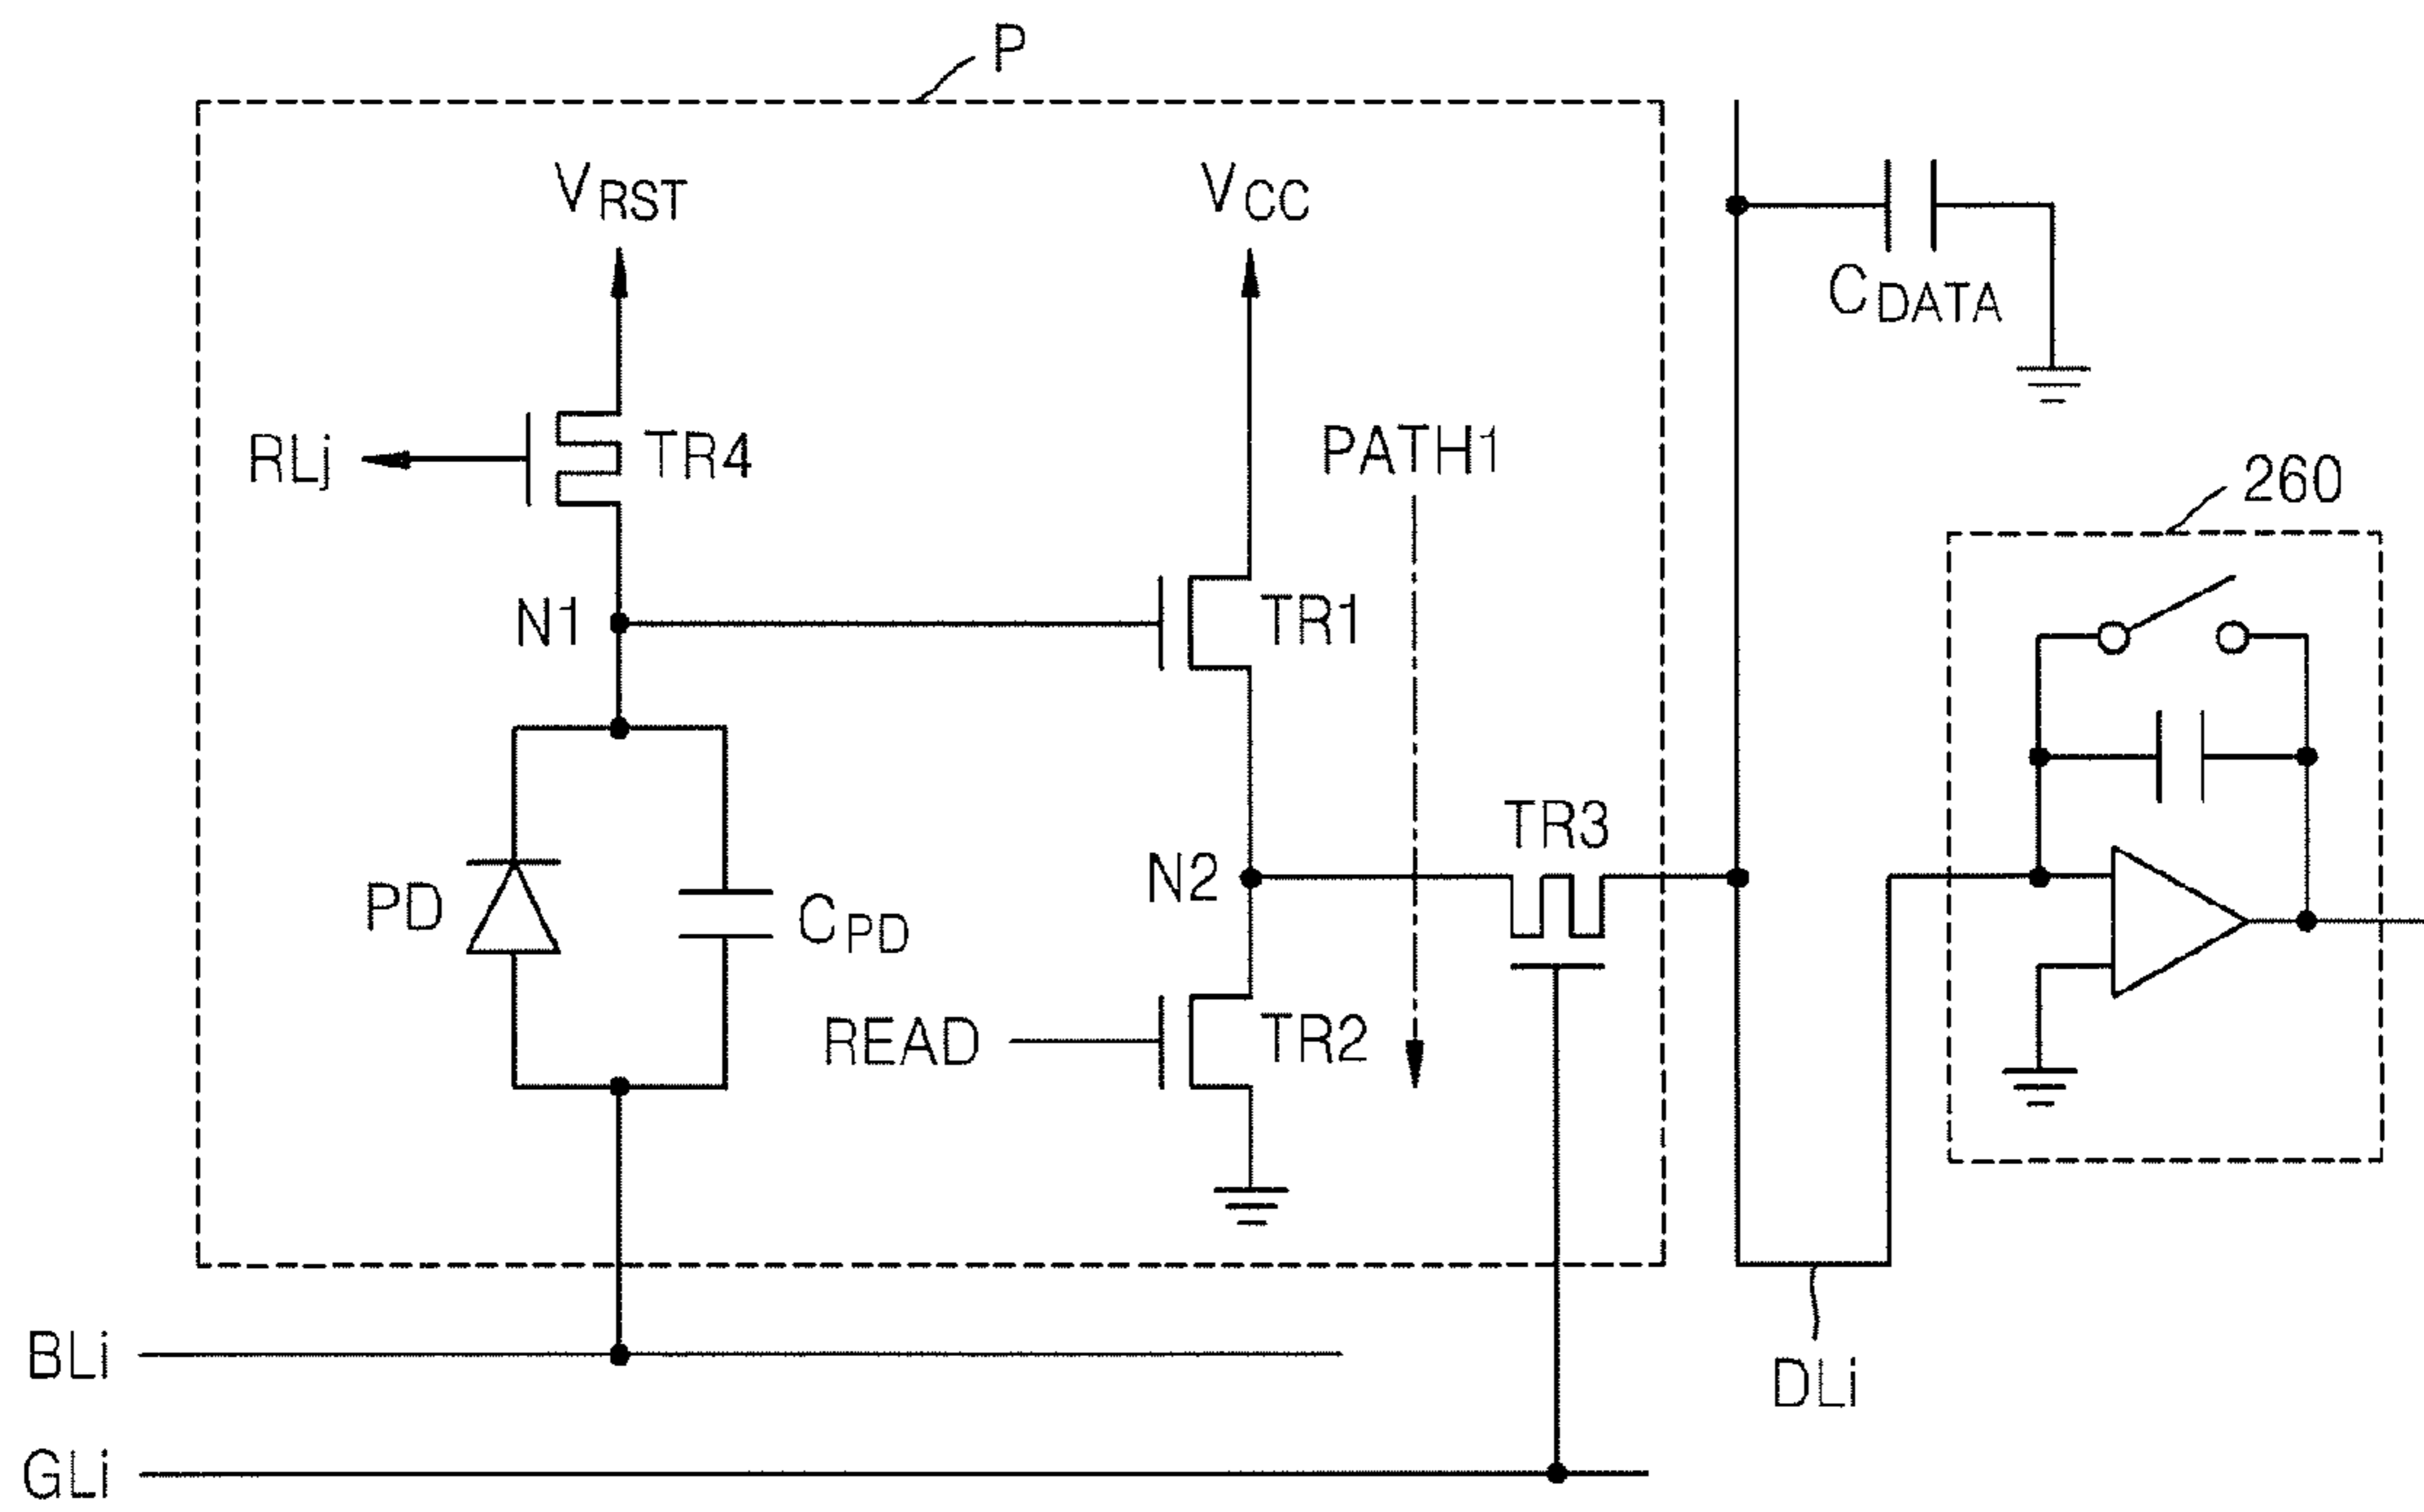 P
VRST
VCC
CDATA
RLj
TR4
PATH1
260
N1
TR1
TR3
N2
PD
CPD
READ
TR2
BLi
DLi
GLi